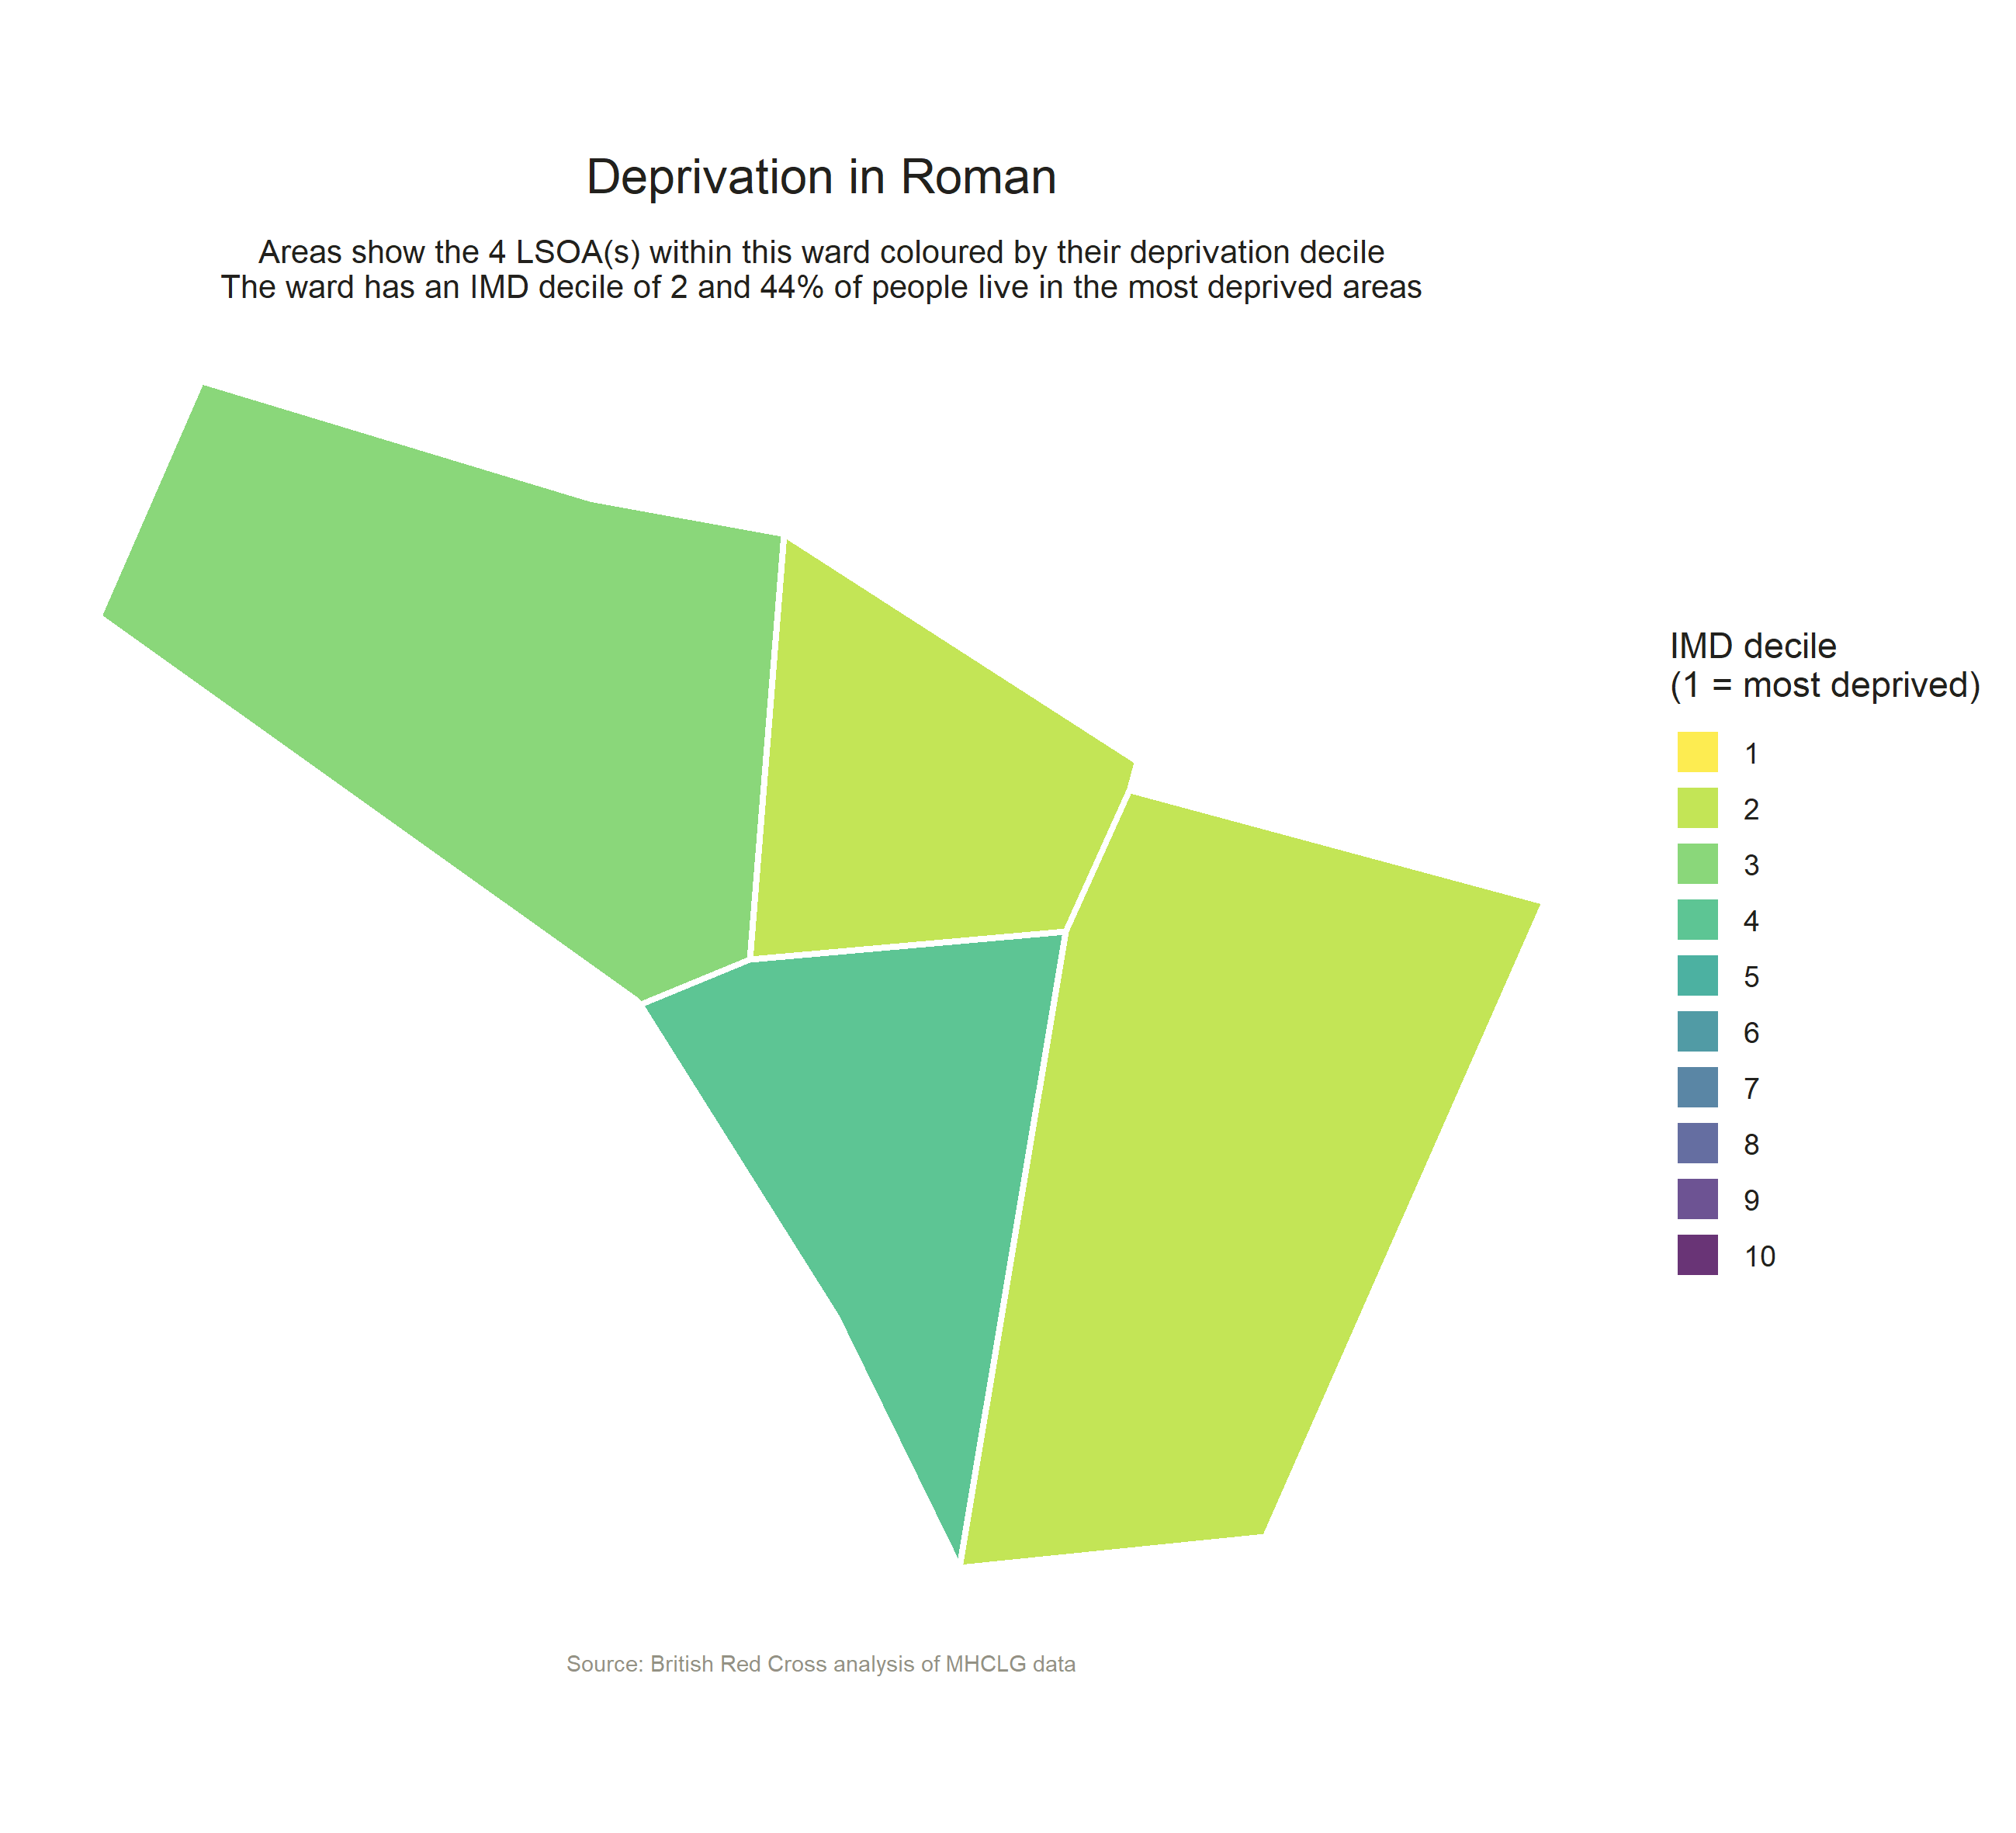 Deprivation in Roman
Areas show the 4 LSOA(s) within this ward coloured by their deprivation decile
The ward has an IMD decile of 2 and 44% of people live in the most deprived areas
IMD decile
(1 = most deprived)
1
2
3
4
5
6
7
8
9
10
Source: British Red Cross analysis of MHCLG data